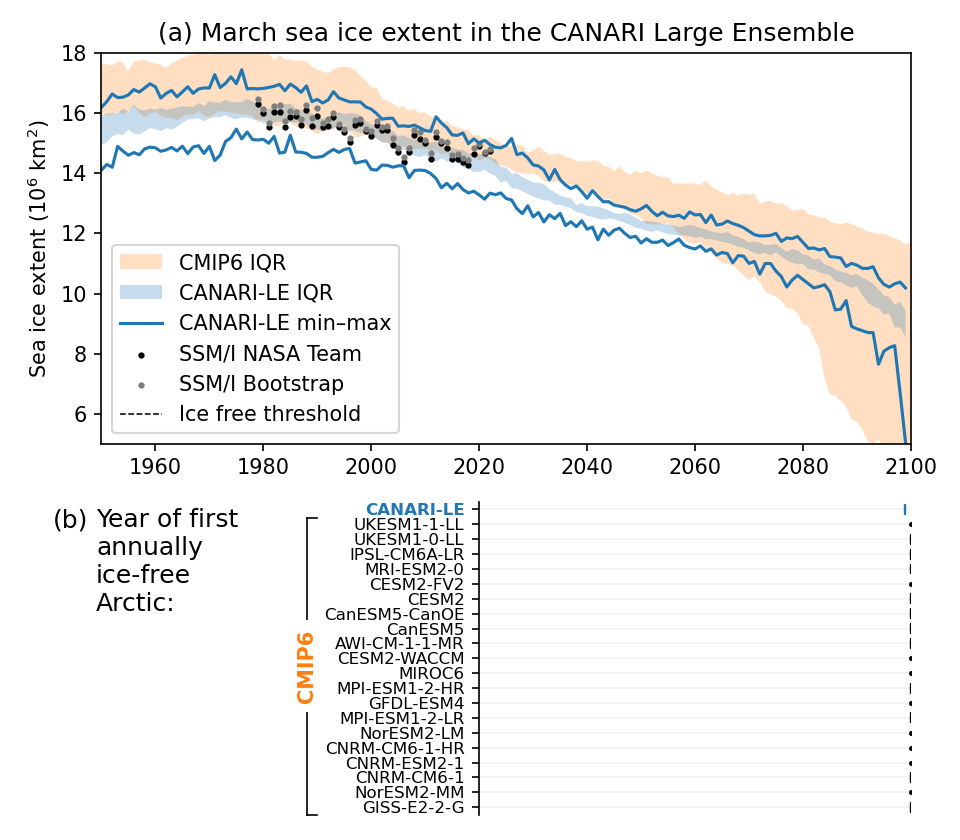 (a) March sea ice extent in the CANARI Large Ensemble
18
16
14
12
10
8
6
Sea ice extent (10⁶ km²)
CMIP6 IQR
CANARI-LE IQR
CANARI-LE min–max
SSM/I NASA Team
SSM/I Bootstrap
Ice free threshold
1960 1980 2000 2020 2040 2060 2080 2100
(b) Year of first
annually
ice-free
Arctic:
CMIP6
CANARI-LE
UKESM1-1-LL
UKESM1-0-LL
IPSL-CM6A-LR
MRI-ESM2-0
CESM2-FV2
CESM2
CanESM5-CanOE
CanESM5
AWI-CM-1-1-MR
CESM2-WACCM
MIROC6
MPI-ESM1-2-HR
GFDL-ESM4
MPI-ESM1-2-LR
NorESM2-LM
CNRM-CM6-1-HR
CNRM-ESM2-1
CNRM-CM6-1
NorESM2-MM
GISS-E2-2-G